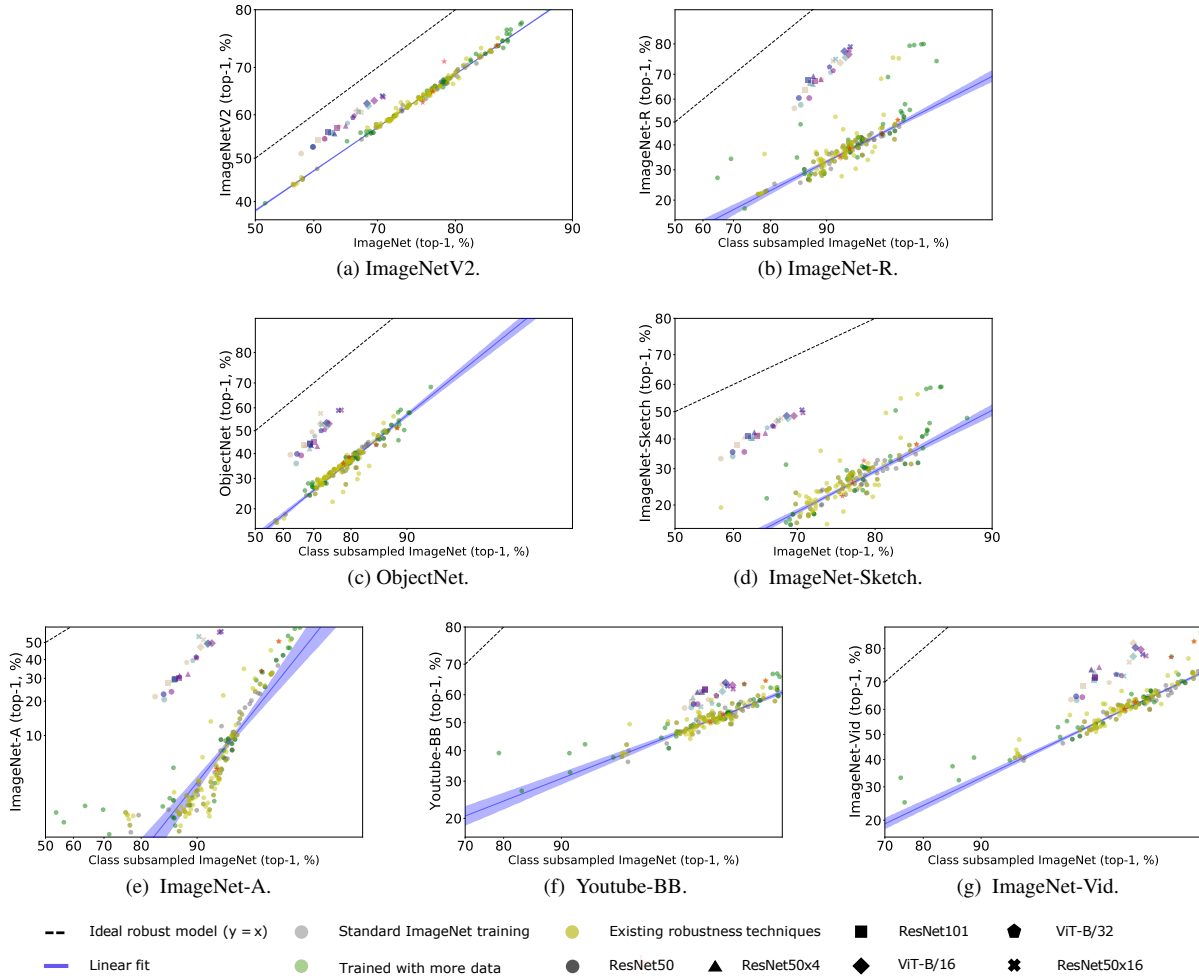 80
70
60
50
40
ImageNetV2 (top-1, %)
50 60 70 80 90
ImageNet (top-1, %)
(a) ImageNetV2.
80
70
60
50
40
30
20
ImageNet-R (top-1, %)
50 60 70 80 90
Class subsampled ImageNet (top-1, %)
(b) ImageNet-R.
80
70
60
50
40
30
20
ObjectNet (top-1, %)
50 60 70 80 90
Class subsampled ImageNet (top-1, %)
(c) ObjectNet.
80
70
60
50
40
30
20
ImageNet-Sketch (top-1, %)
50 60 70 80 90
ImageNet (top-1, %)
(d) ImageNet-Sketch.
50
40
30
20
10
ImageNet-A (top-1, %)
50 60 70 80 90
Class subsampled ImageNet (top-1, %)
(e) ImageNet-A.
80
70
60
50
40
30
20
Youtube-BB (top-1, %)
70 80 90
Class subsampled ImageNet (top-1, %)
(f) Youtube-BB.
80
70
60
50
40
30
20
ImageNet-Vid (top-1, %)
70 80 90
Class subsampled ImageNet (top-1, %)
(g) ImageNet-Vid.
Ideal robust model (y = x) Standard ImageNet training Existing robustness techniques ResNet101 ViT-B/32
Linear fit Trained with more data ResNet50 ResNet50x4 ViT-B/16 ResNet50x16